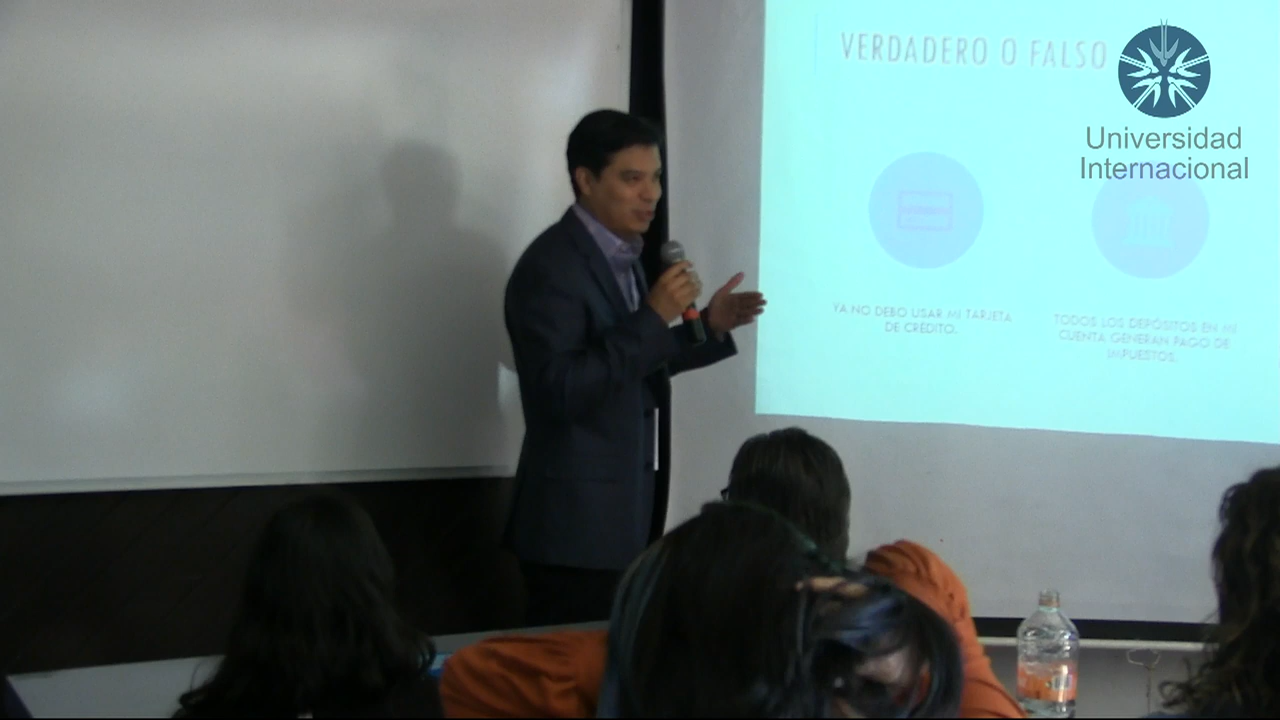 VERDADERO O FALSO
Universidad
Internacional
YA NO DEBO USAR MI TARJETA
DE CRÉDITO.
TODOS LOS DEPÓSITOS EN MI
CUENTA GENERAN PAGO DE
IMPUESTOS.